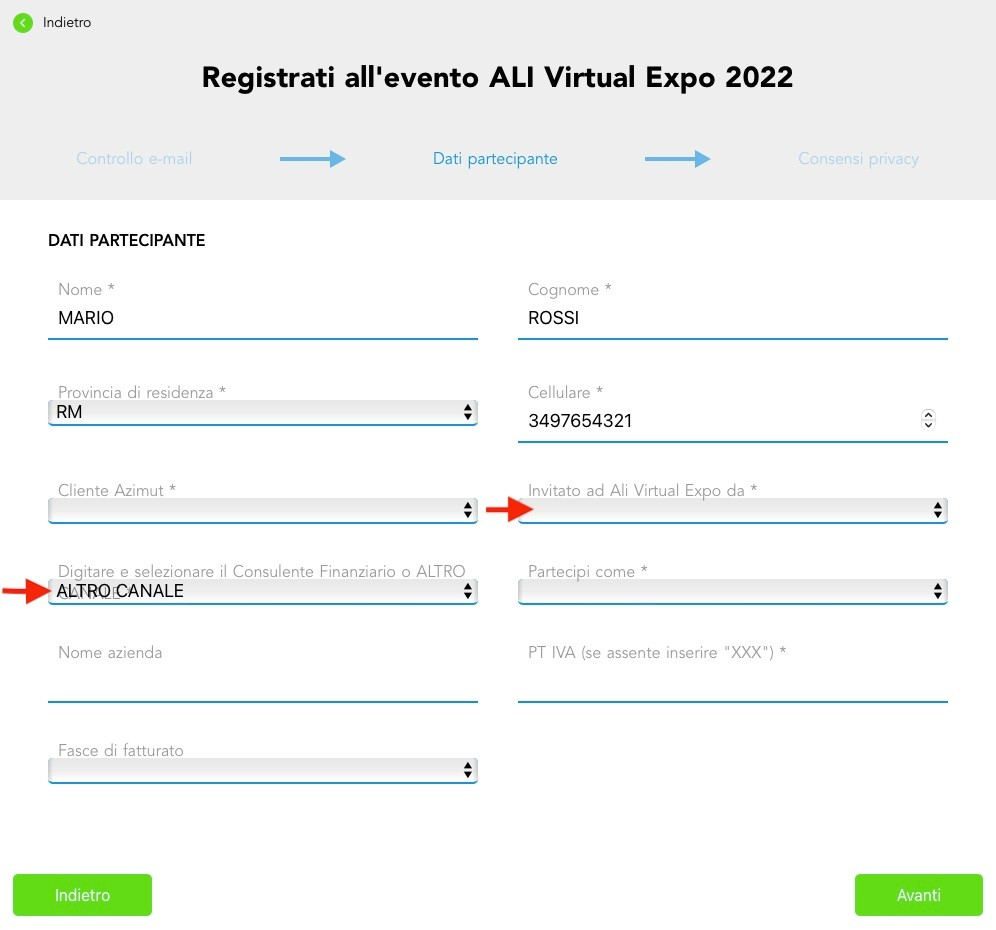 Indietro
Registrati all'evento ALI Virtual Expo 2022
Controllo e-mail
Dati partecipante
Consensi privacy
DATI PARTECIPANTE
Nome *
MARIO
Cognome *
ROSSI
Provincia di residenza *
RM
Cellulare *
3497654321
Cliente Azimut *
Invitato ad Ali Virtual Expo da *
Digitare e selezionare il Consulente Finanziario o ALTRO
CANALE *
ALTRO CANALE
Partecipi come *
Nome azienda
PT IVA (se assente inserire "XXX") *
Fasce di fatturato
Indietro
Avanti